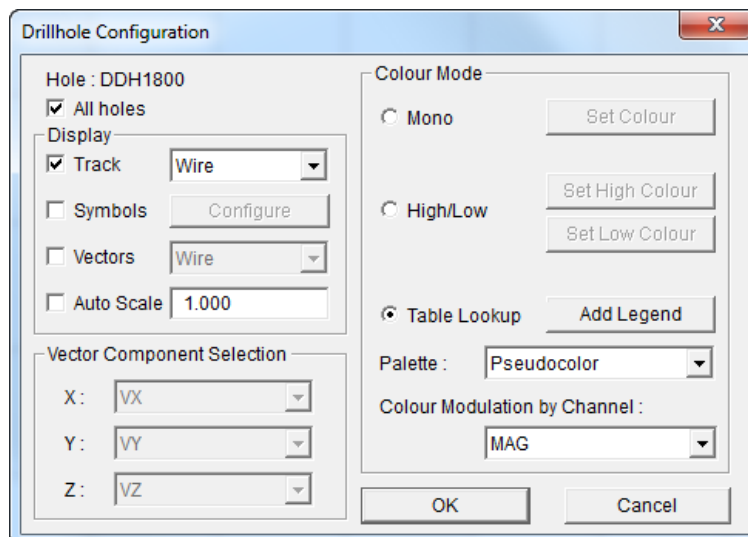 Drillhole Configuration
Hole : DDH1800
All holes
Display
Track Wire
Symbols Configure
Vectors Wire
Auto Scale 1.000
Vector Component Selection
X : VX
Y : VY
Z : VZ
Colour Mode
Mono Set Colour
High/Low Set High Colour
Set Low Colour
Table Lookup Add Legend
Palette : Pseudocolor
Colour Modulation by Channel :
MAG
OK Cancel